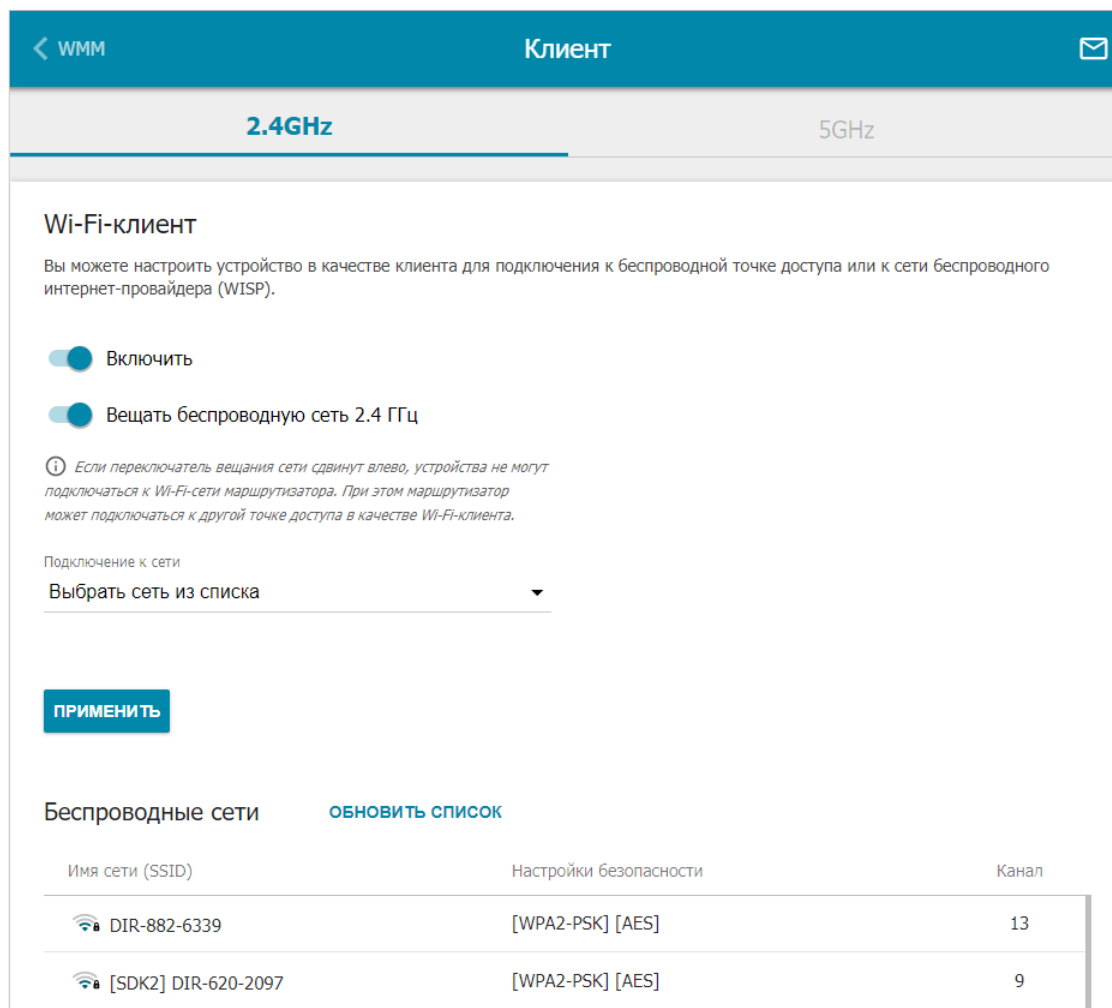 WMM
Клиент
2.4GHz
5GHz
Wi-Fi-клиент
Вы можете настроить устройство в качестве клиента для подключения к беспроводной точке доступа или к сети беспроводного
интернет-провайдера (WISP).
Включить
Вещать беспроводную сеть 2.4 ГГц
Если переключатель вещания сети сдвинут влево, устройства не могут
подключаться к Wi-Fi-сети маршрутизатора. При этом маршрутизатор
может подключаться к другой точке доступа в качестве Wi-Fi-клиента.
Подключение к сети
Выбрать сеть из списка
ПРИМЕНИТЬ
Беспроводные сети ОБНОВИТЬ СПИСОК
Имя сети (SSID) Настройки безопасности Канал
DIR-882-6339 [WPA2-PSK] [AES] 13
[SDK2] DIR-620-2097 [WPA2-PSK] [AES] 9